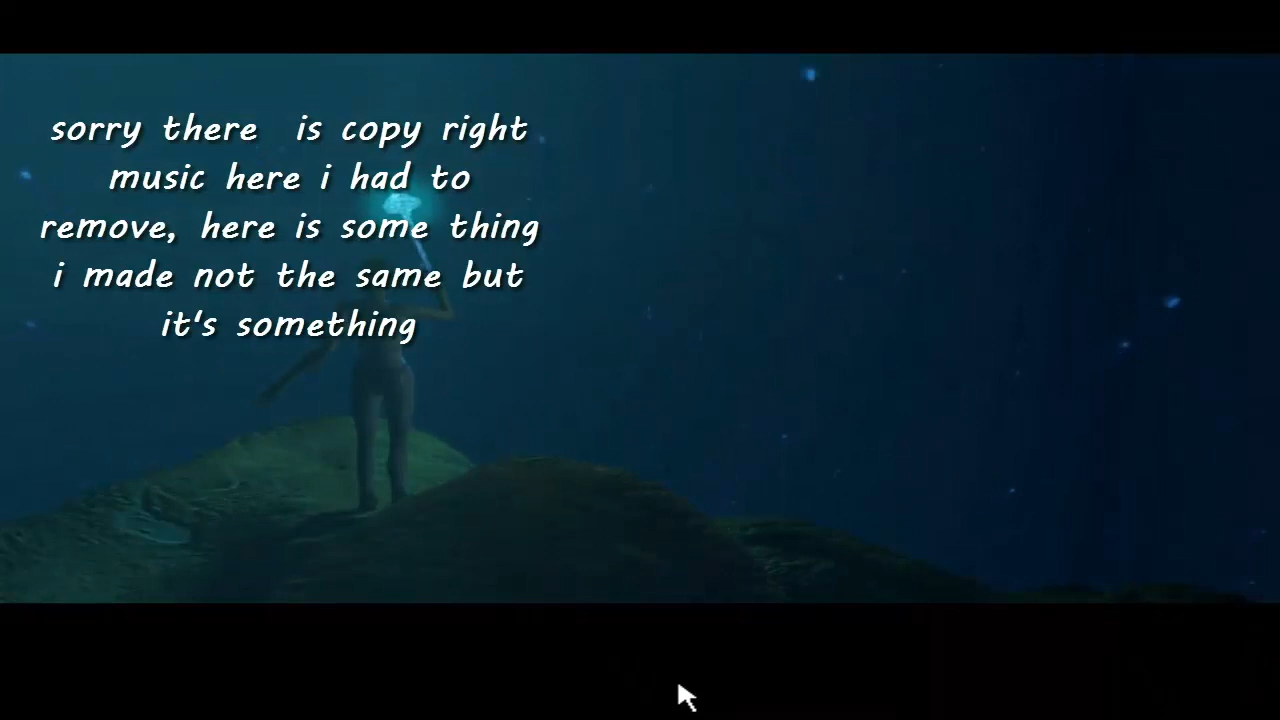 sorry there is copy right
music here i had to
remove, here is some thing
i made not the same but
it's something